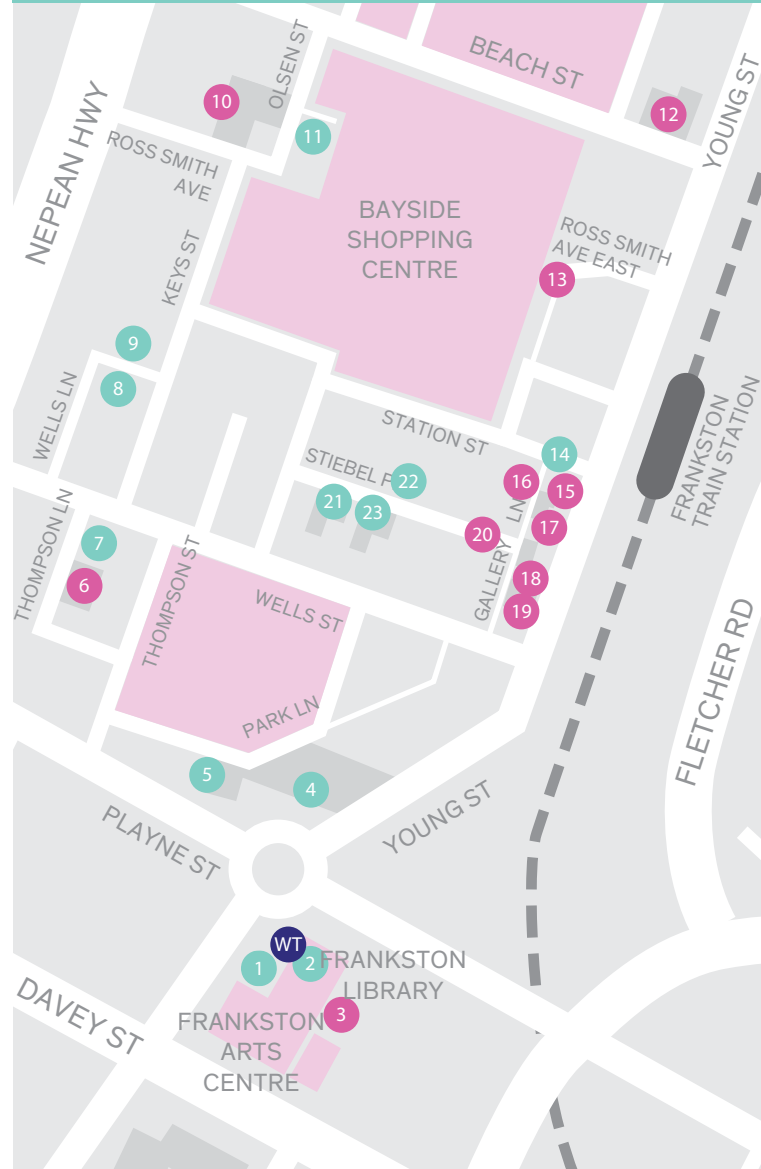 BEACH ST
OLSEN ST
10
12
YOUNG ST
11
NEPEAN HWY
ROSS SMITH
AVE
BAYSIDE
SHOPPING
CENTRE
ROSS SMITH
AVE EAST
KEYS ST
13
9
8
WELLS LN
STATION ST
14
FRANKSTON
TRAIN STATION
STIEBEL P
22
16
15
21
23
LN
17
20
THOMPSON LN
7
6
THOMPSON ST
GALLERY
18
19
WELLS ST
FLETCHER RD
PARK LN
5
4
PLAYNE ST
YOUNG ST
WT
1
2
FRANKSTON
LIBRARY
3
DAVEY ST
FRANKSTON
ARTS
CENTRE